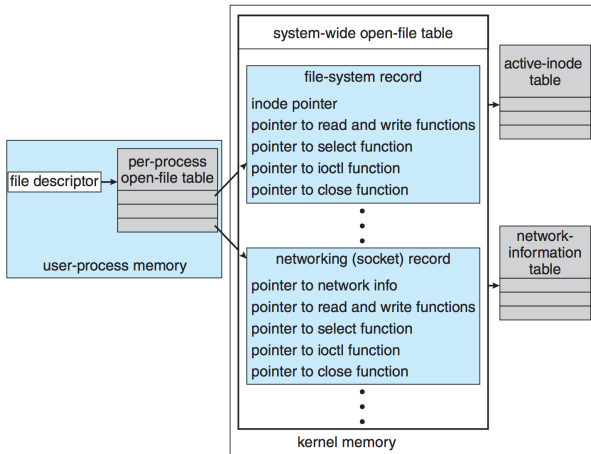 system-wide open-file table
file-system record
inode pointer
pointer to read and write functions
pointer to select function
pointer to ioctl function
pointer to close function
active-inode
table
per-process
open-file table
file descriptor
user-process memory
networking (socket) record
pointer to network info
pointer to read and write functions
pointer to select function
pointer to ioctl function
pointer to close function
network-
information
table
kernel memory